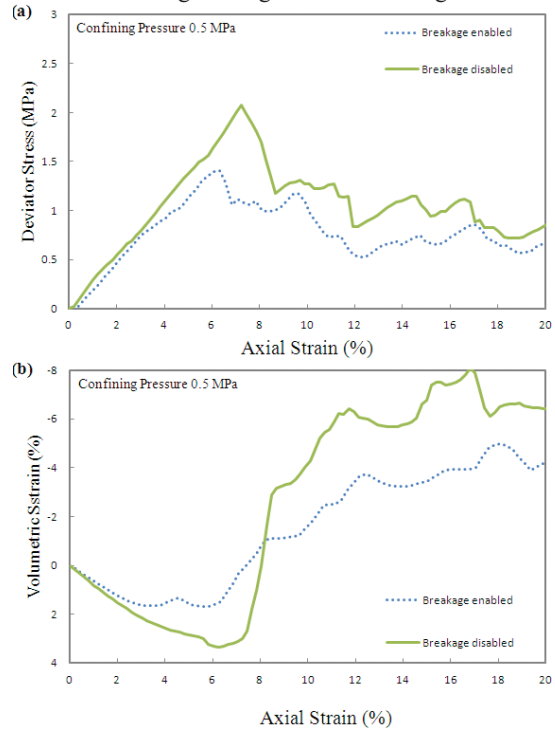 (a)
Confining Pressure 0.5 MPa
Breakage enabled
Breakage disabled
3
2.5
2
1.5
1
0.5
0
Deviator Stress (MPa)
0 2 4 6 8 10 12 14 16 18 20
Axial Strain (%)
(b)
Confining Pressure 0.5 MPa
-8
-6
-4
-2
0
2
4
Volumetric Sstrain (%)
Breakage enabled
Breakage disabled
0 2 4 6 8 10 12 14 16 18 20
Axial Strain (%)